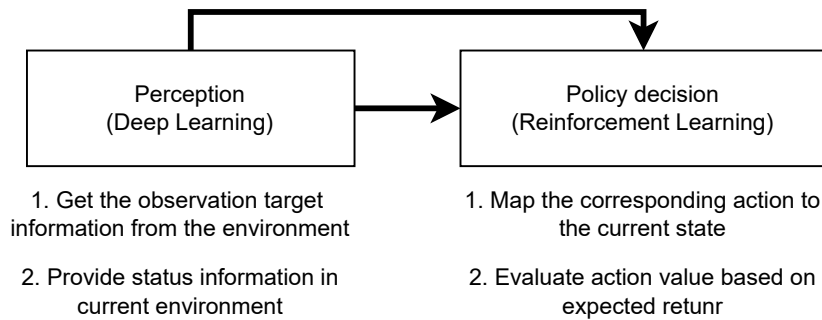 Perception
(Deep Learning)
Policy decision
(Reinforcement Learning)
1. Get the observation target
information from the environment
2. Provide status information in
current environment
1. Map the corresponding action to
the current state
2. Evaluate action value based on
expected retunr